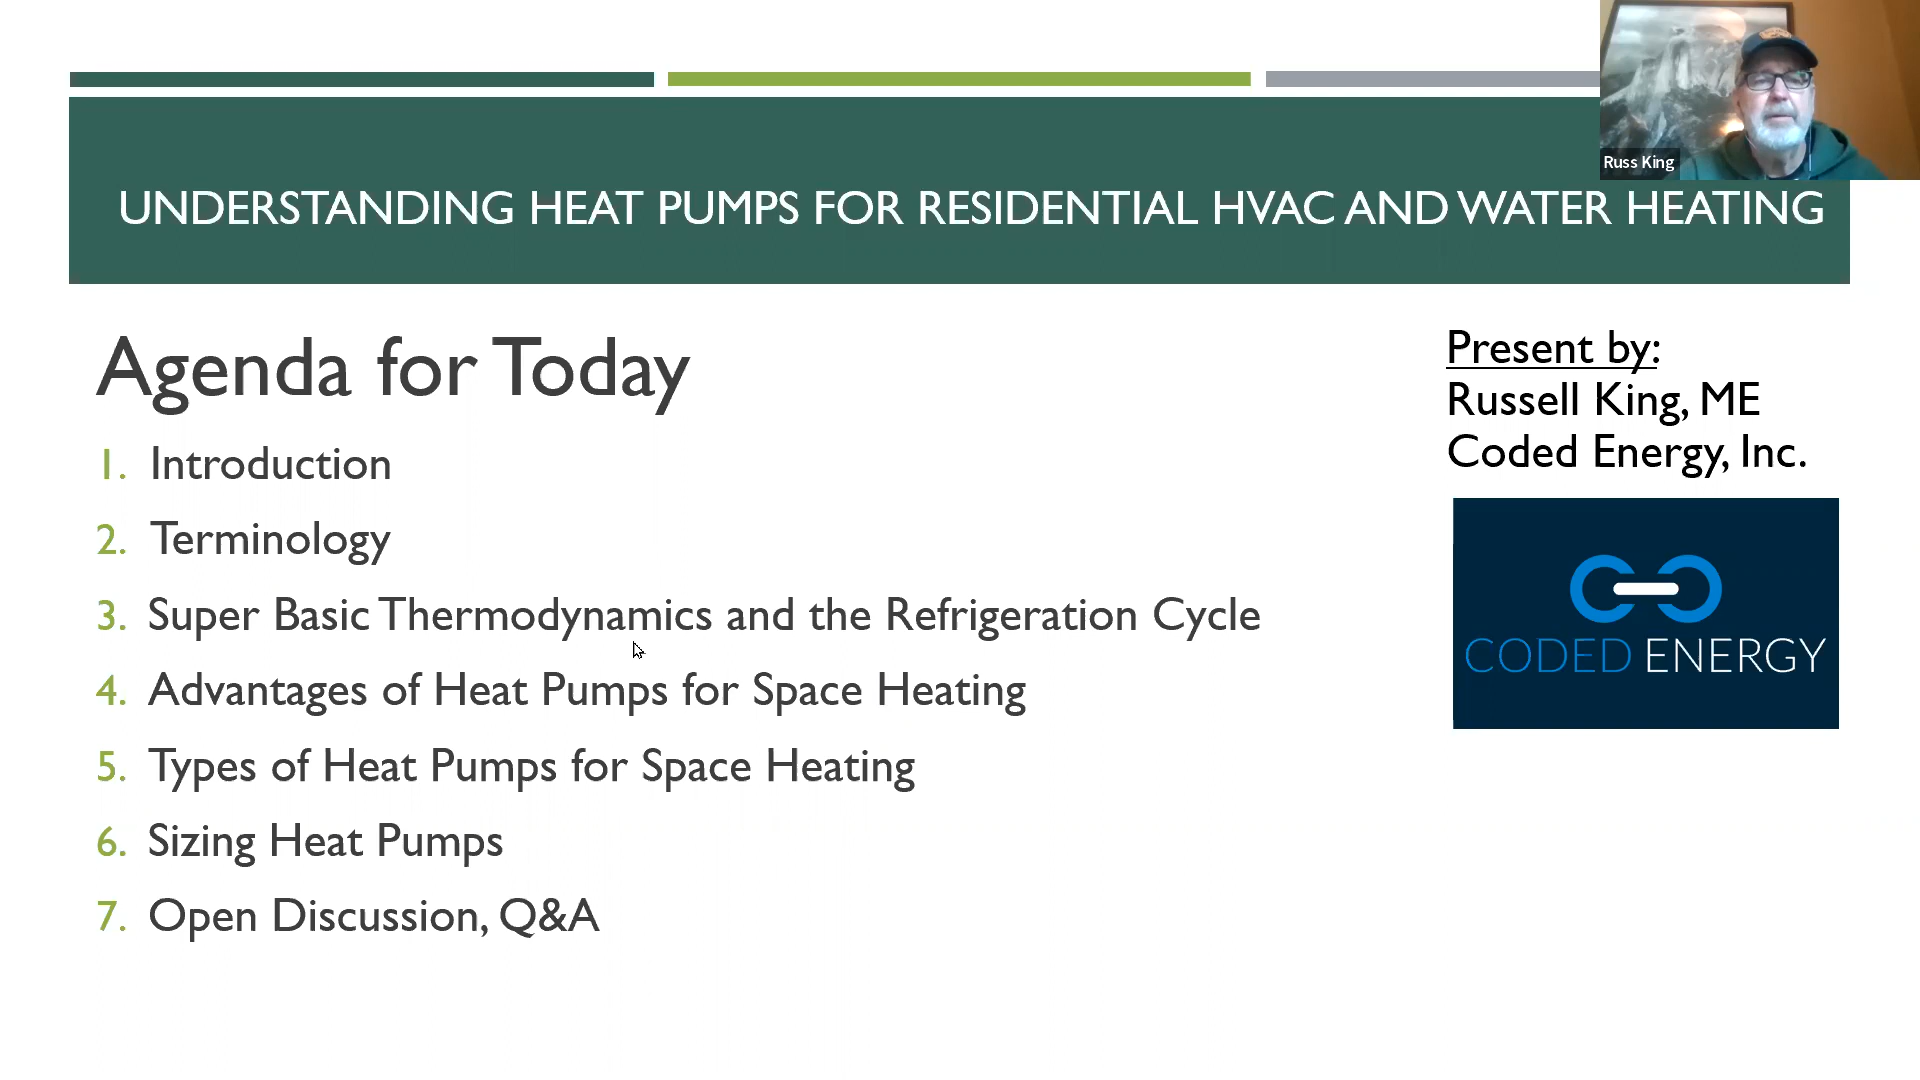 Russ King
UNDERSTANDING HEAT PUMPS FOR RESIDENTIAL HVAC AND WATER HEATING
Agenda for Today
1. Introduction
2. Terminology
3. Super Basic Thermodynamics and the Refrigeration Cycle
4. Advantages of Heat Pumps for Space Heating
5. Types of Heat Pumps for Space Heating
6. Sizing Heat Pumps
7. Open Discussion, Q&A
Present by:
Russell King, ME
Coded Energy, Inc.
CODED ENERGY